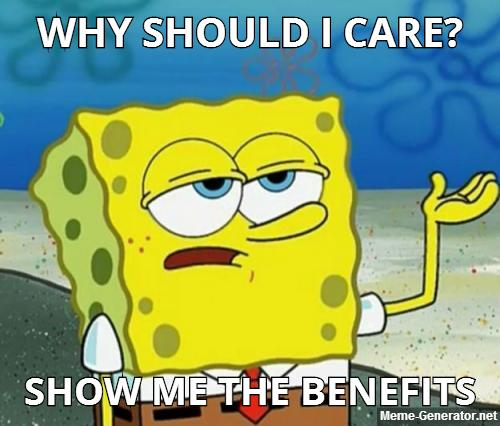 WHY SHOULD I CARE?
SHOW ME THE BENEFITS
Meme-Generator.net